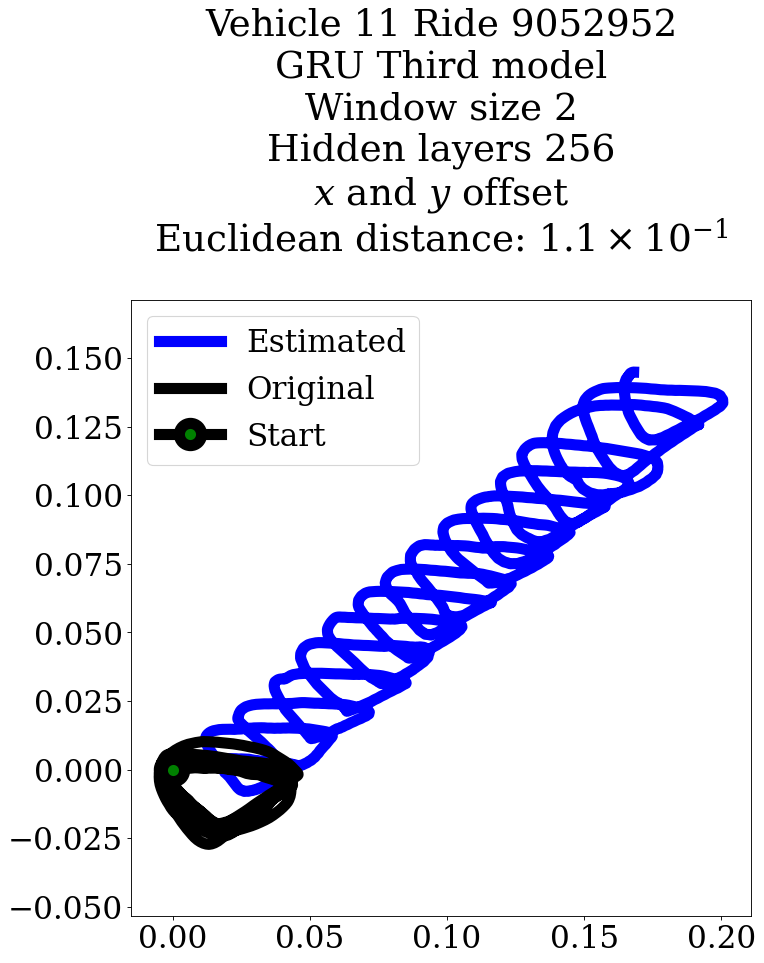 Vehicle 11 Ride 9052952
GRU Third model
Window size 2
Hidden layers 256
x and y offset
Euclidean distance: 1.1 × 10⁻¹
Estimated
Original
Start
0.150
0.125
0.100
0.075
0.050
0.025
0.000
−0.025
−0.050
0.00 0.05 0.10 0.15 0.20